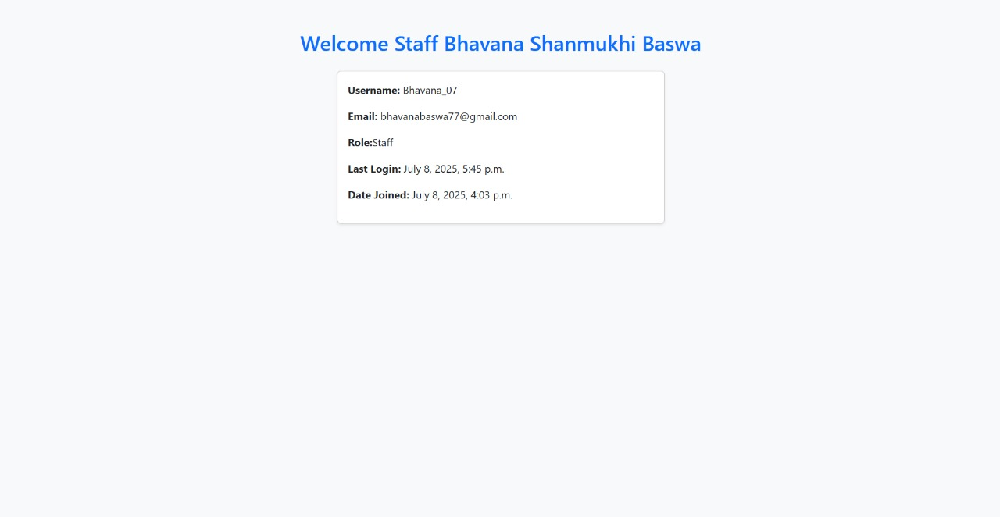 Welcome Staff Bhavana Shanmukhi Baswa
Username: Bhavana_07
Email: bhavanabaswa77@gmail.com
Role:Staff
Last Login: July 8, 2025, 5:45 p.m.
Date Joined: July 8, 2025, 4:03 p.m.